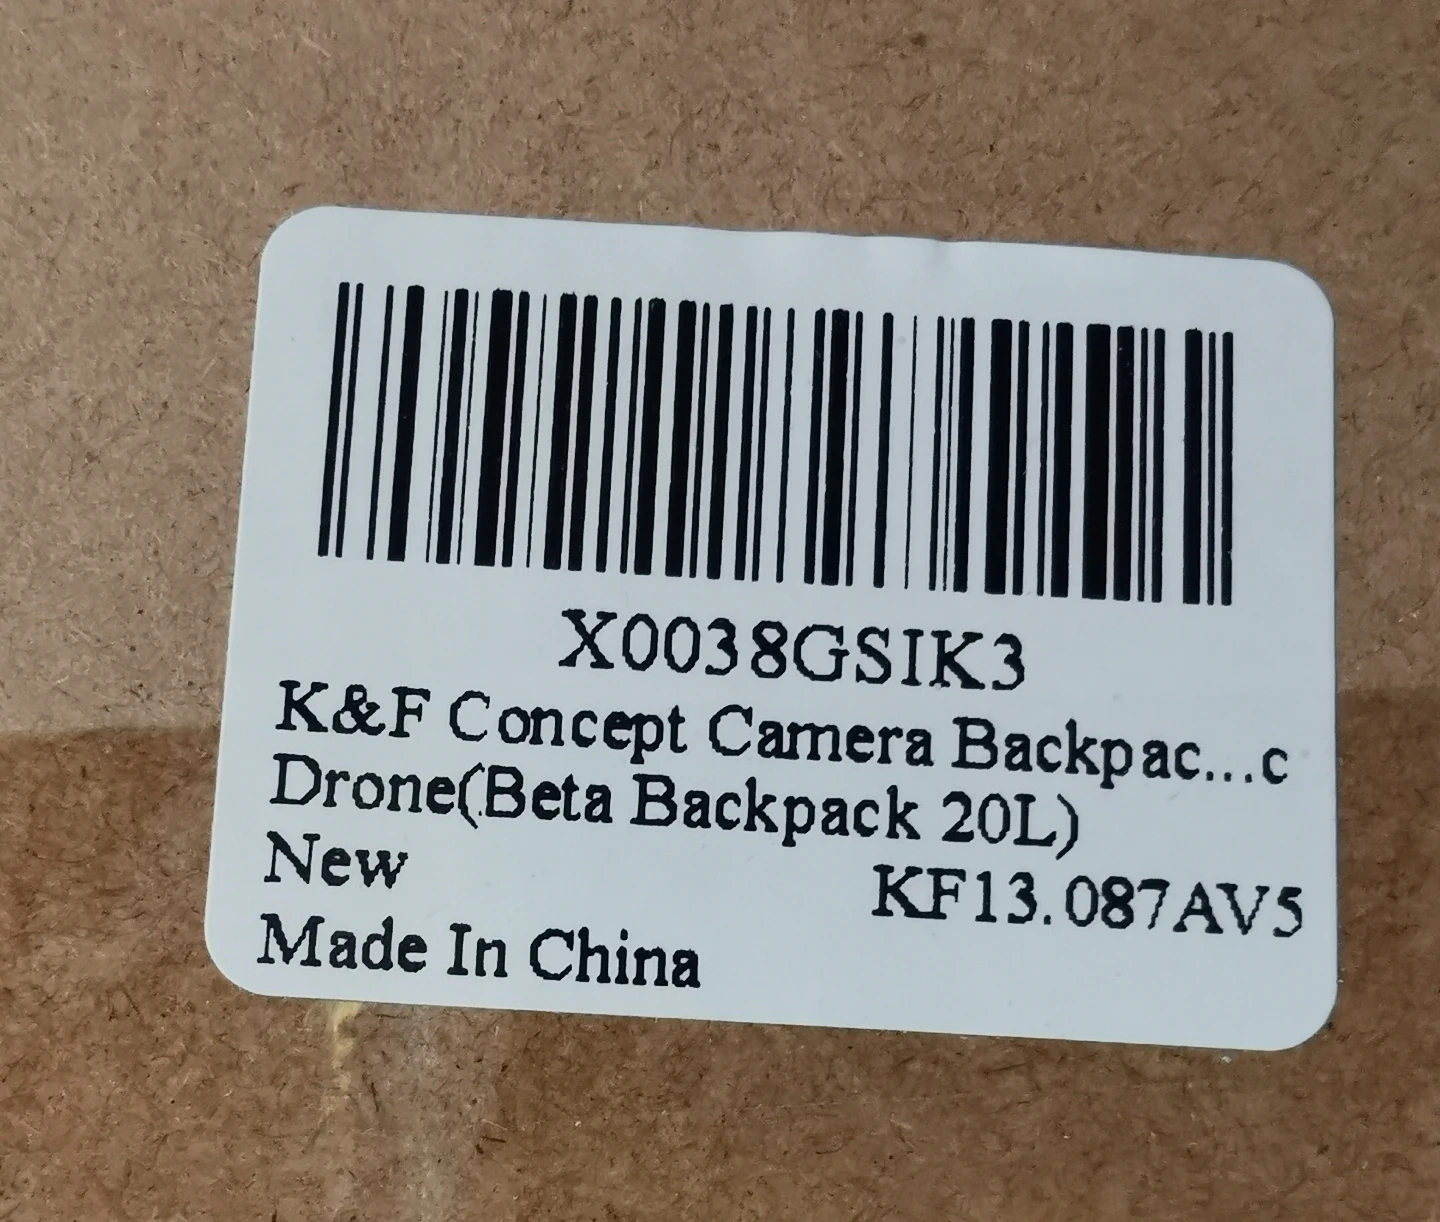 X0038GSIK3
K&F Concept Camera Backpac...c
Drone(Beta Backpack 20L)
New KF13.087AV5
Made In China